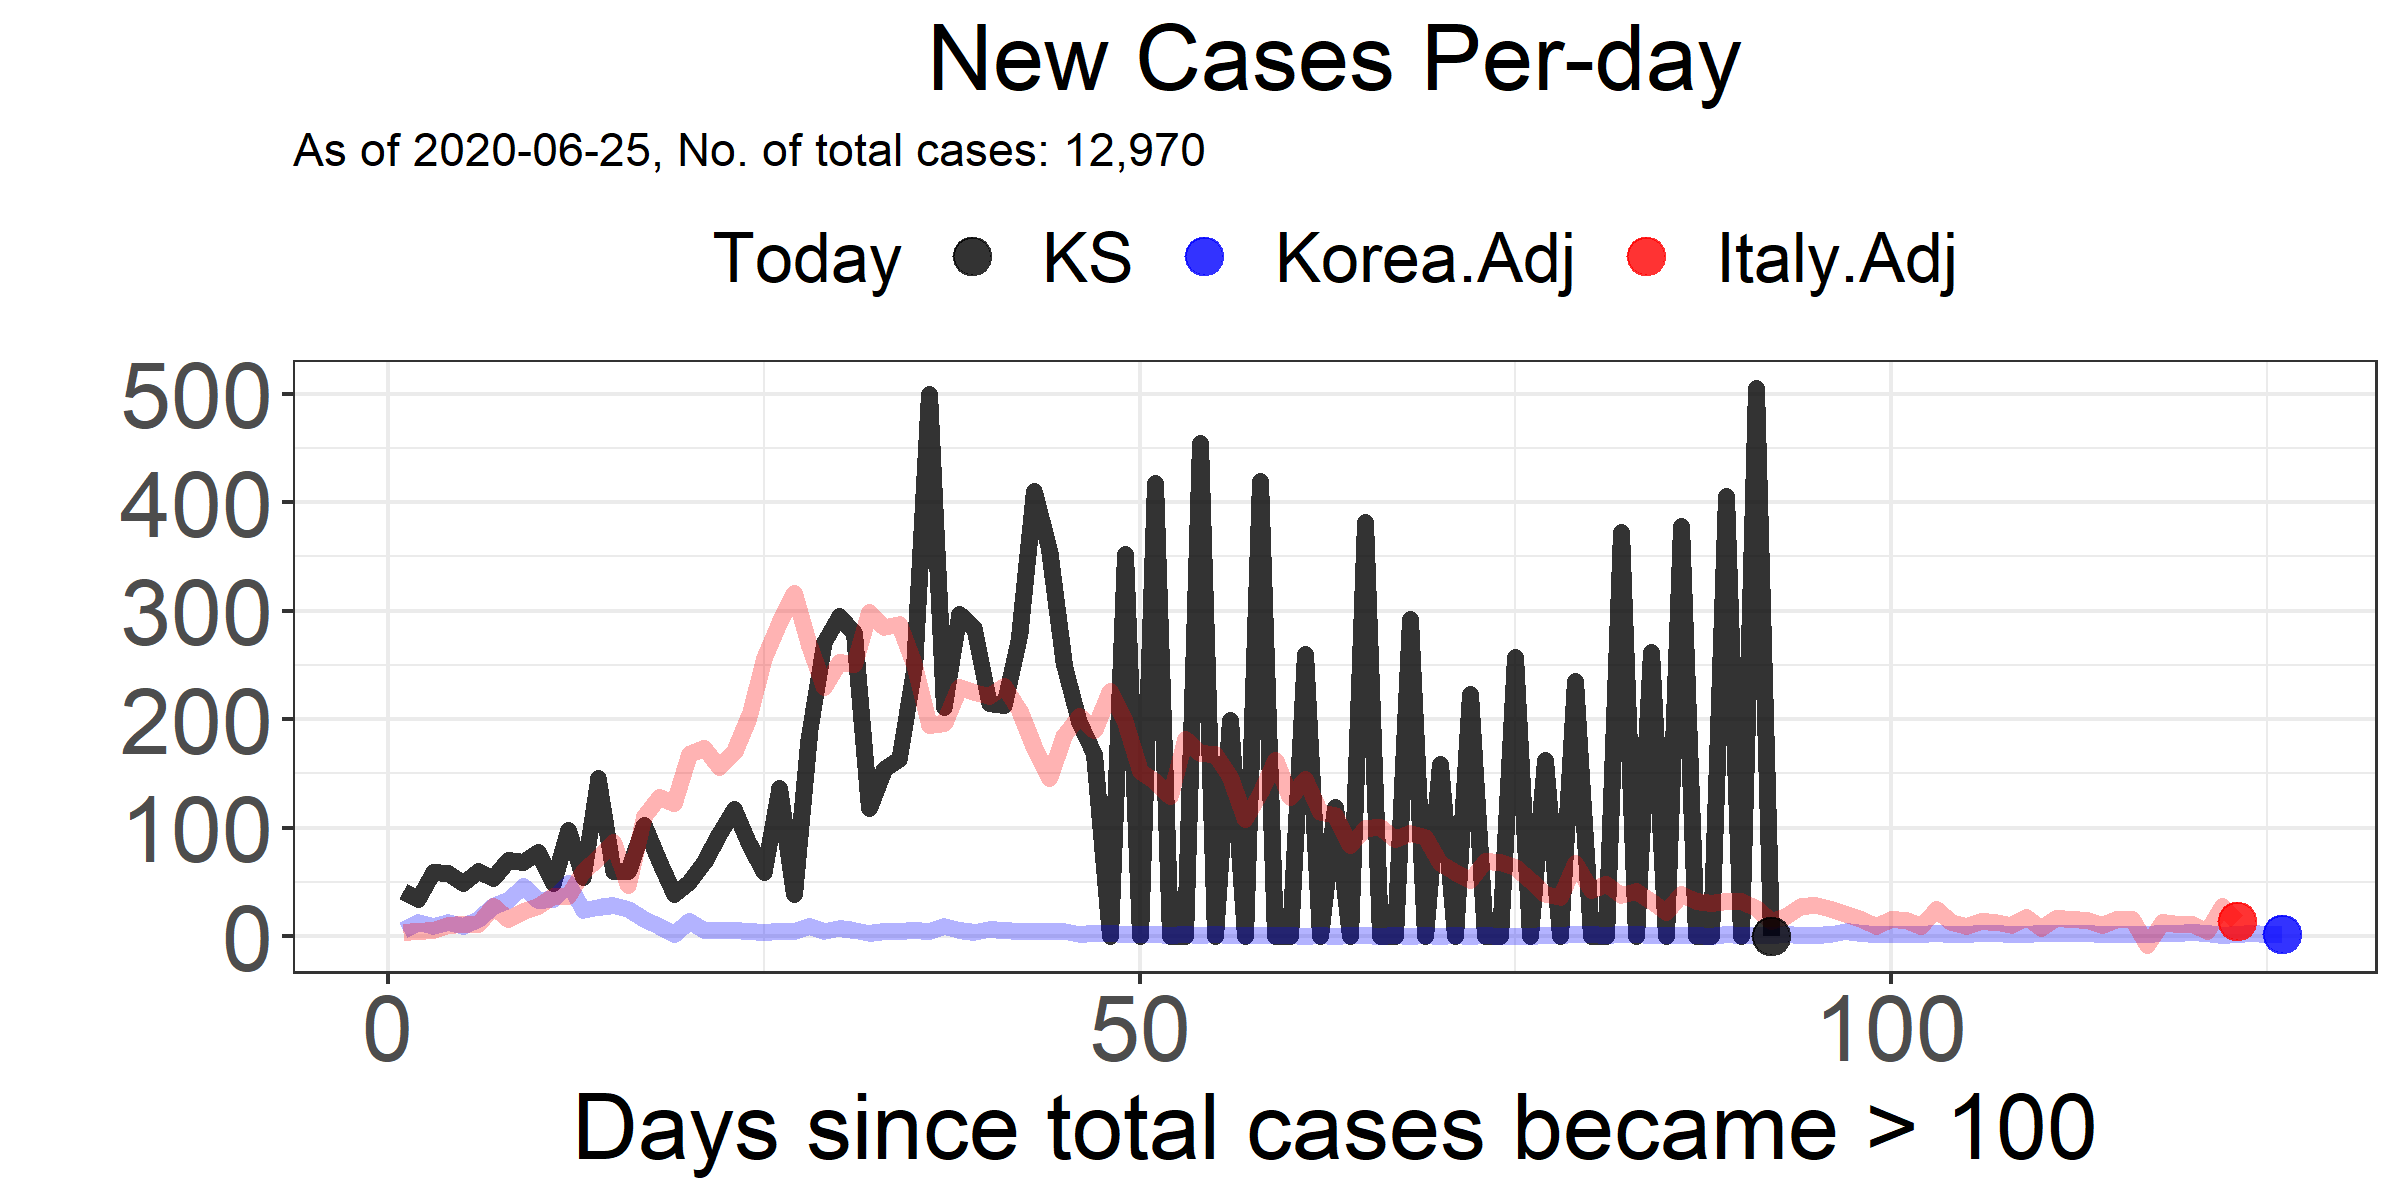 New Cases Per-day
As of 2020-06-25, No. of total cases: 12,970
Today KS Korea.Adj Italy.Adj
500
400
300
200
100
0
0 50 100
Days since total cases became > 100